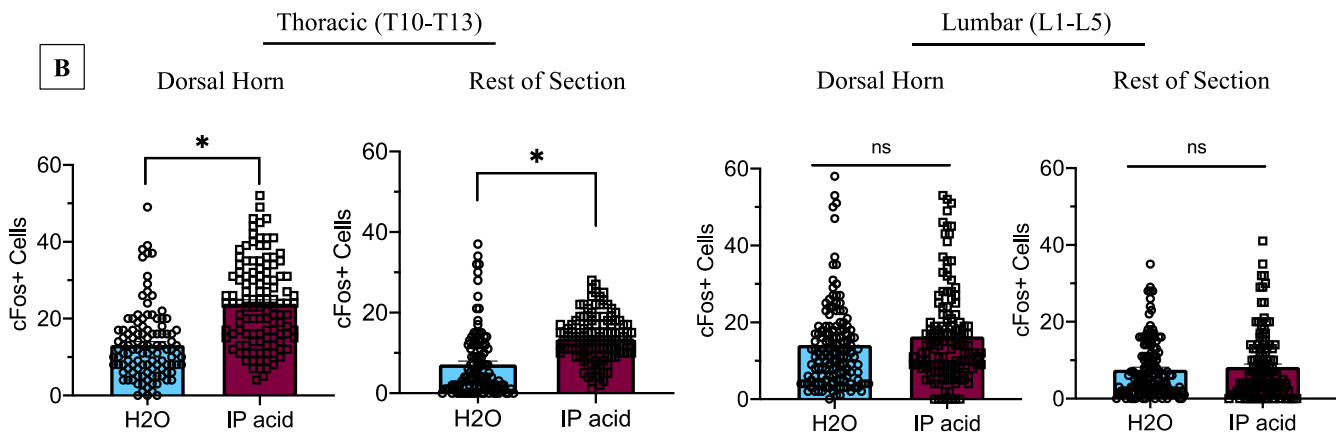 Thoracic (T10-T13)
Lumbar (L1-L5)
B
Dorsal Horn
Rest of Section
Dorsal Horn
Rest of Section
*
60
40
20
0
cFos+ Cells
H2O
IP acid
*
60
40
20
0
cFos+ Cells
H2O
IP acid
ns
60
40
20
0
cFos+ Cells
H2O
IP acid
ns
60
40
20
0
cFos+ Cells
H2O
IP acid